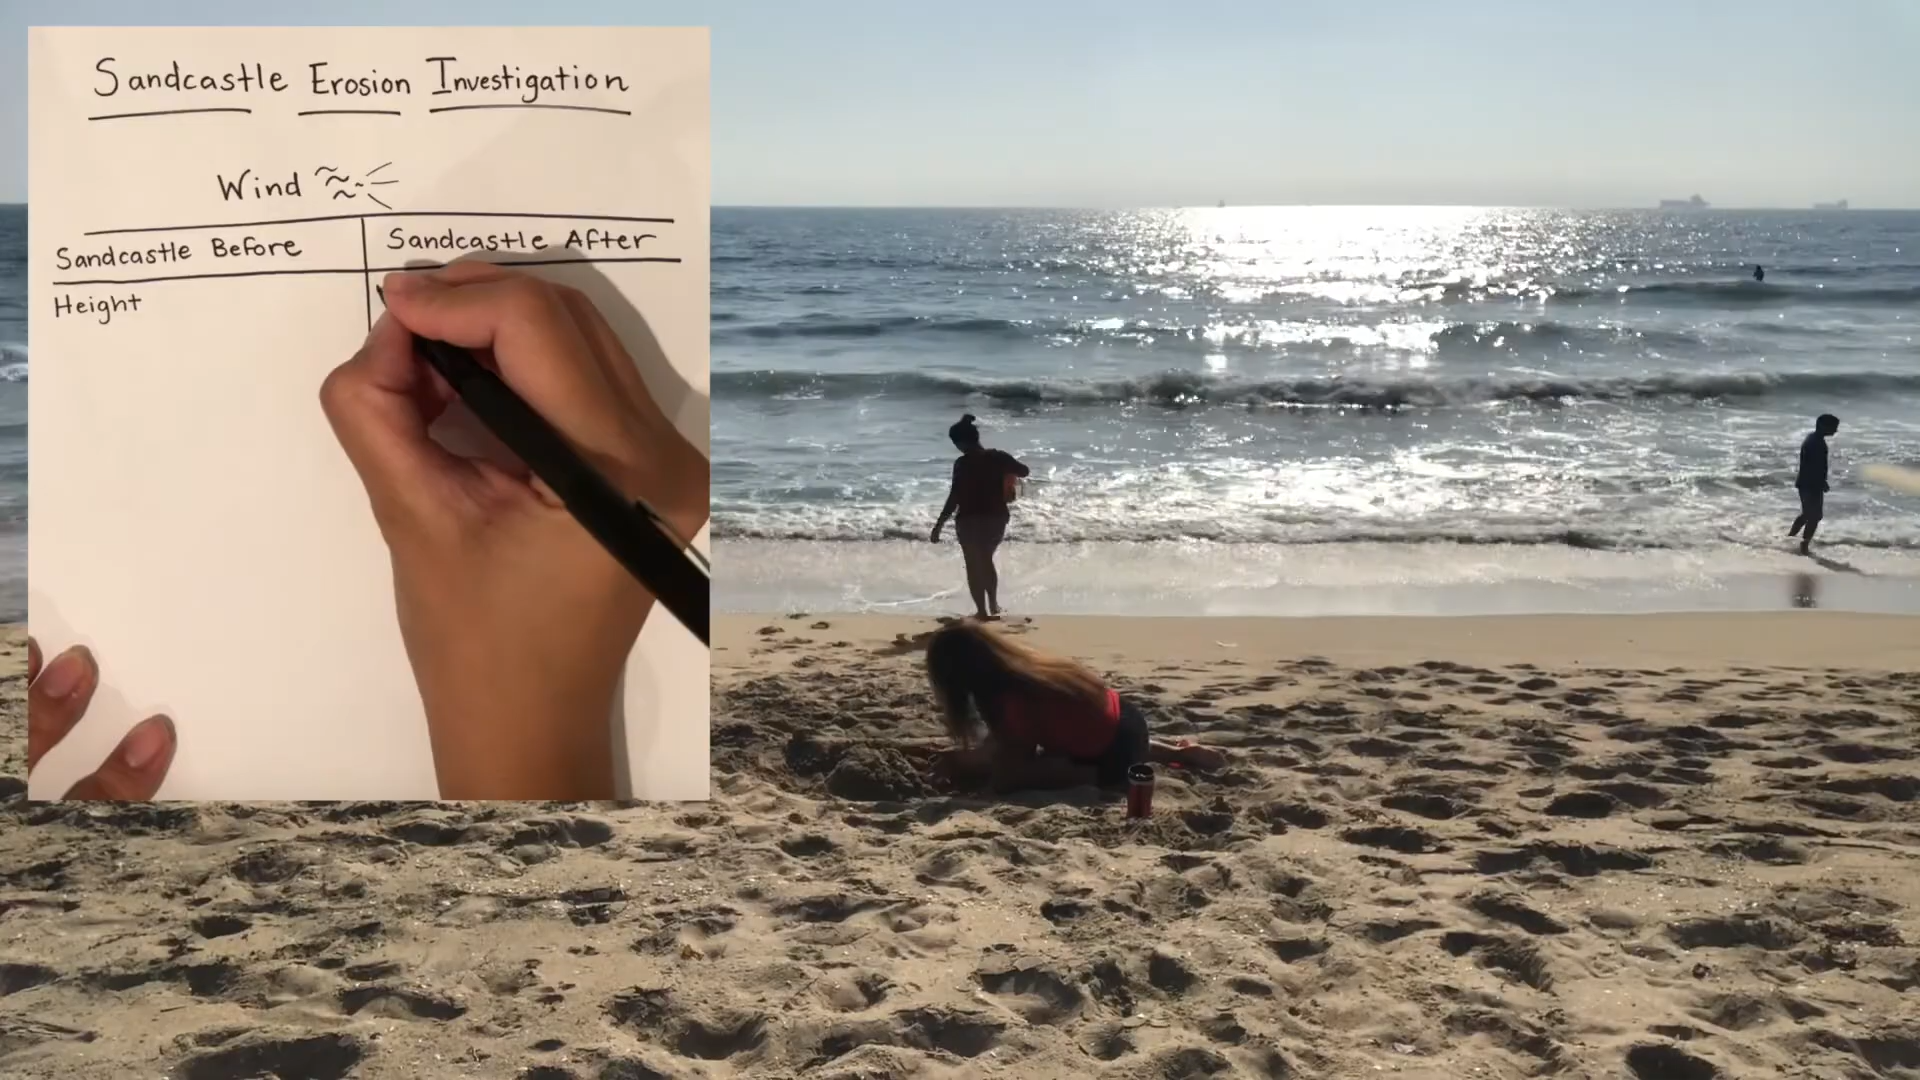 Sandcastle Erosion Investigation
Wind
Sandcastle Before
Sandcastle After
Height